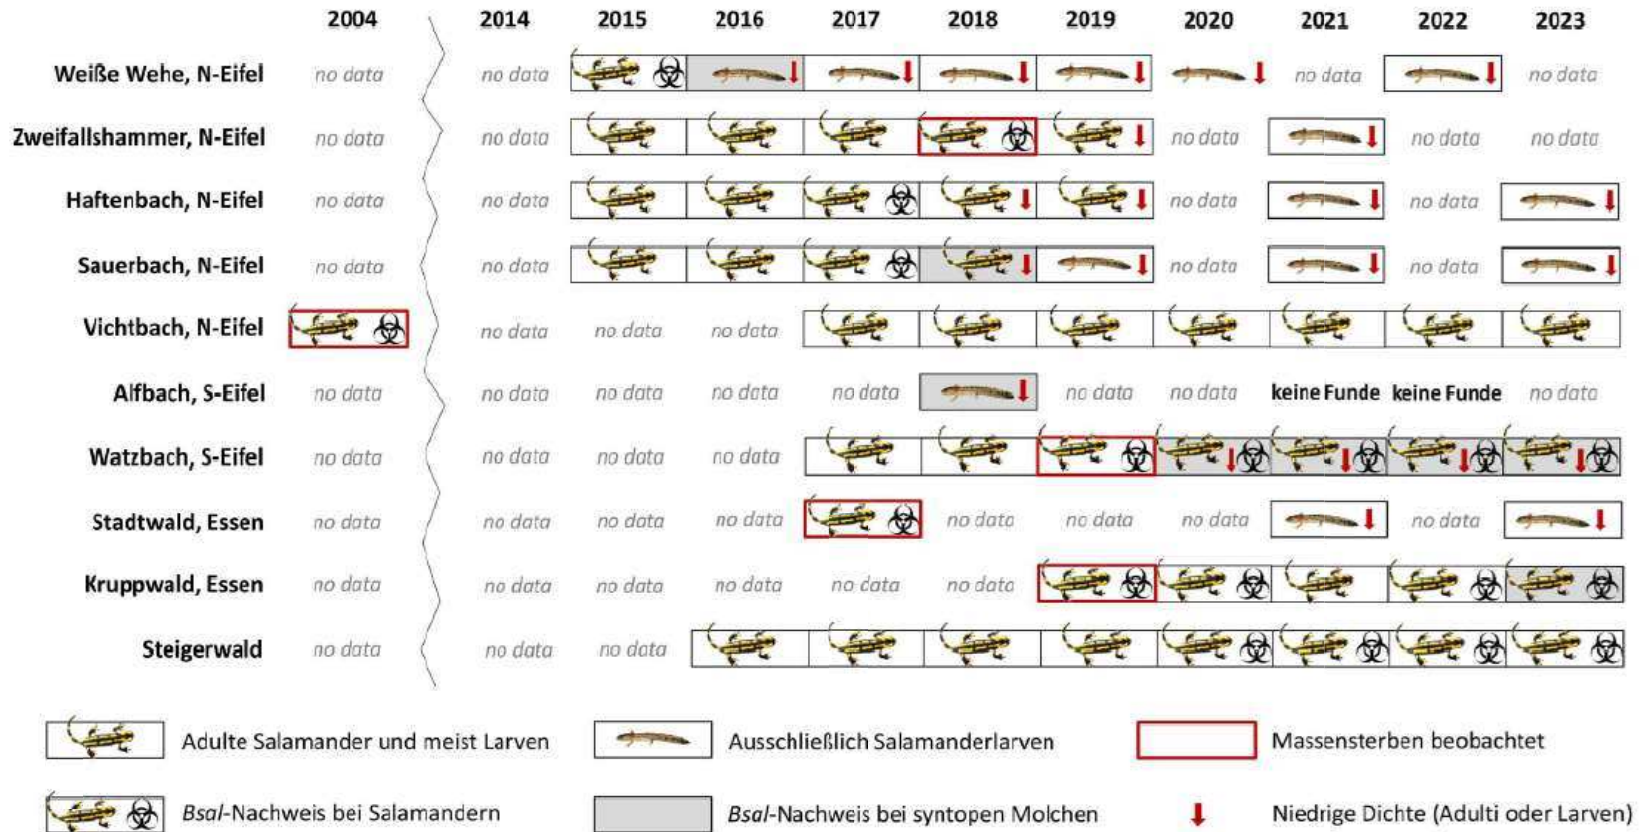 2004 2014 2015 2016 2017 2018 2019 2020 2021 2022 2023
Weiße Wehe, N-Eifel no data no data no data no data
Zweifallshammer, N-Eifel no data no data no data no data no data
Haftenbach, N-Eifel no data no data no data no data
Sauerbach, N-Eifel no data no data no data no data
Vichtbach, N-Eifel no data no data no data
Alfbach, S-Eifel no data no data no data no data no data no data no data keine Funde keine Funde no data
Watzbach, S-Eifel no data no data no data no data
Stadtwald, Essen no data no data no data no data no data no data no data no data
Kruppwald, Essen no data no data no data no data no data no data
Steigerwald no data no data no data
Adulte Salamander und meist Larven Ausschließlich Salamanderlarven Massensterben beobachtet
Bsal-Nachweis bei Salamandern Bsal-Nachweis bei syntopen Molchen Niedrige Dichte (Adulti oder Larven)